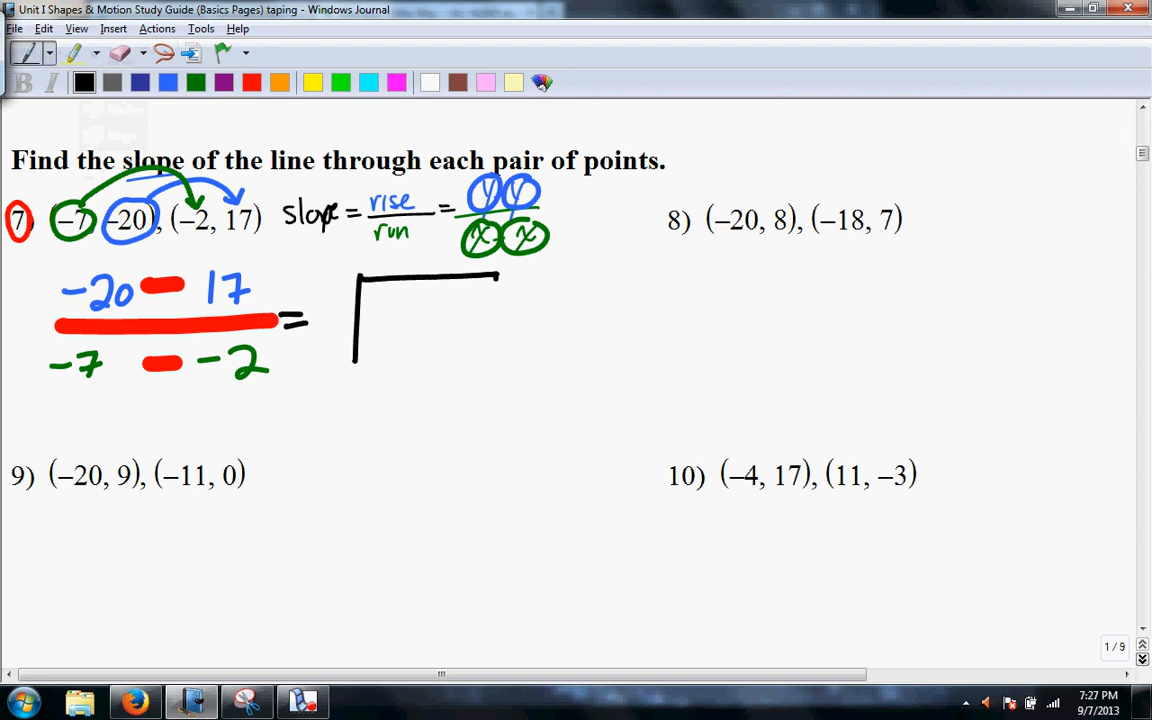 Unit I Shapes & Motion Study Guide (Basics Pages) taping - Windows Journal
File Edit View Insert Actions Tools Help
B I
Find the slope of the line through each pair of points.
7) (–7, –20), (–2, 17) slope = rise/run = y - y/x - x
8) (–20, 8), (–18, 7)
-20 - 17
-7 - -2
=
9) (–20, 9), (–11, 0)
10) (–4, 17), (11, –3)
1 / 9
7:27 PM
9/7/2013